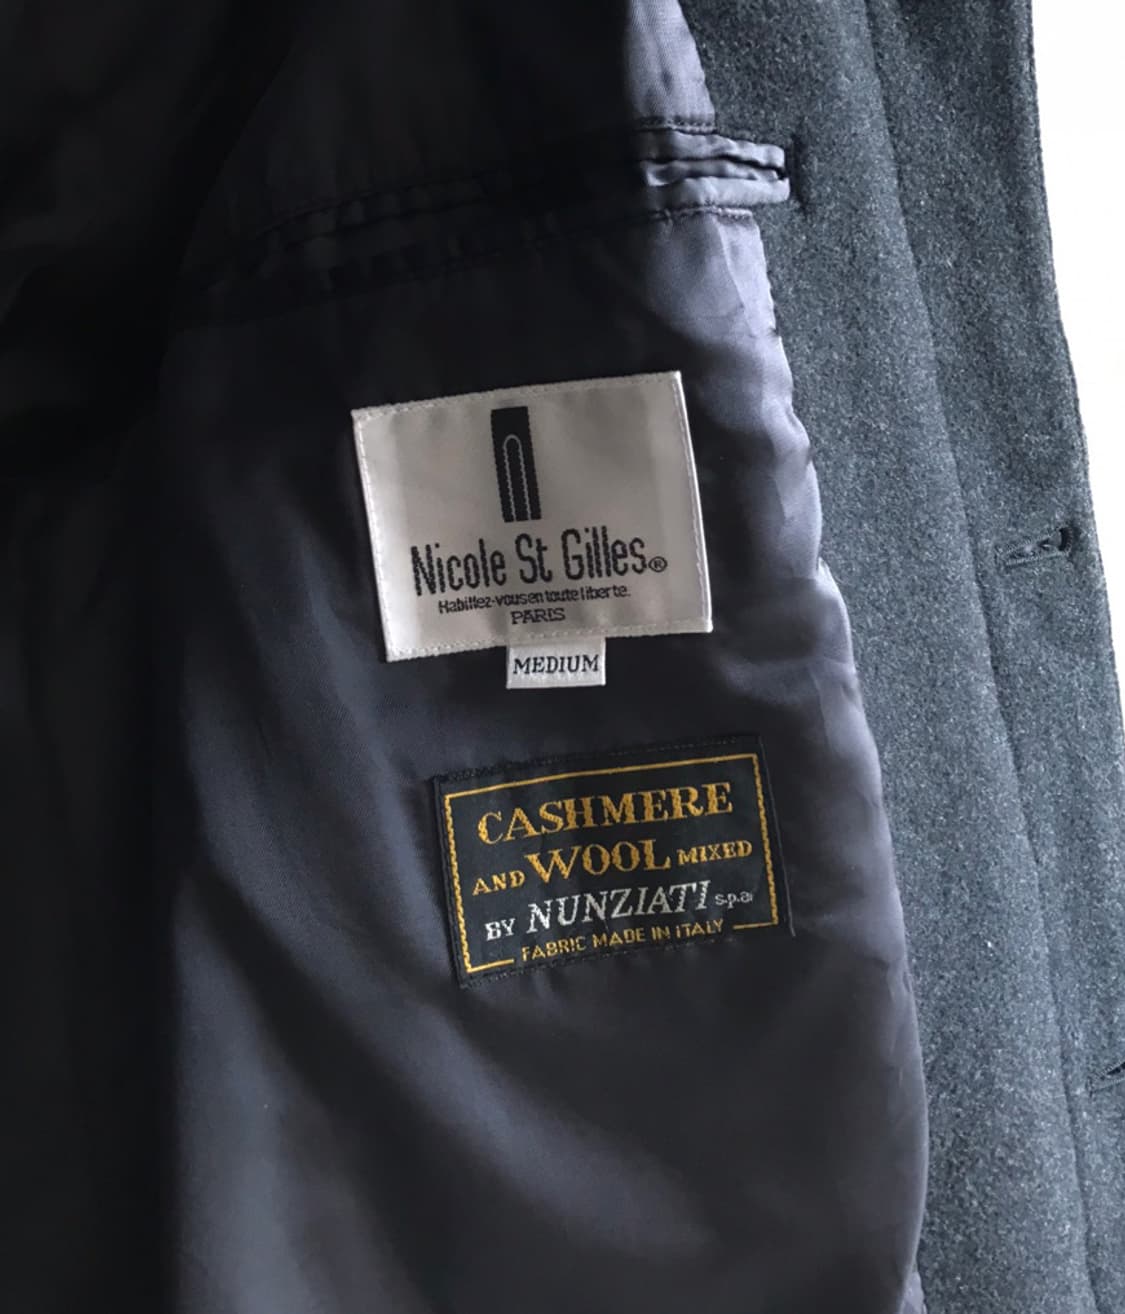 Nicole St Gilles®
Habillez-vous en toute liberte.
PARIS
MEDIUM
CASHMERE
AND WOOL MIXED
BY NUNZIATI s.p.a
FABRIC MADE IN ITALY